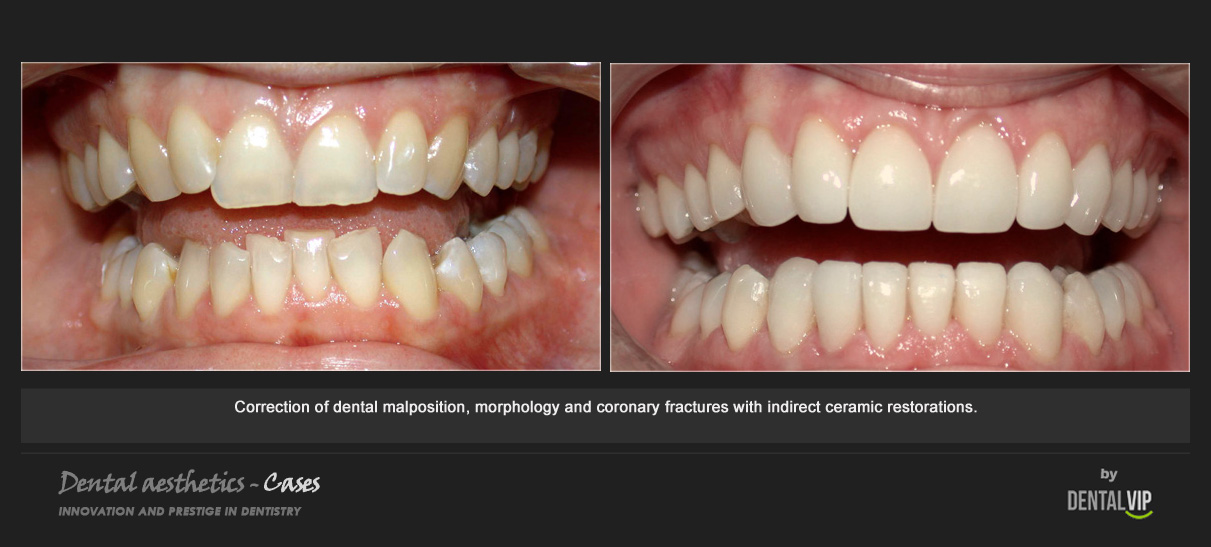 Correction of dental malposition, morphology and coronary fractures with indirect ceramic restorations.
Dental aesthetics - Cases
INNOVATION AND PRESTIGE IN DENTISTRY
by
DENTALVIP